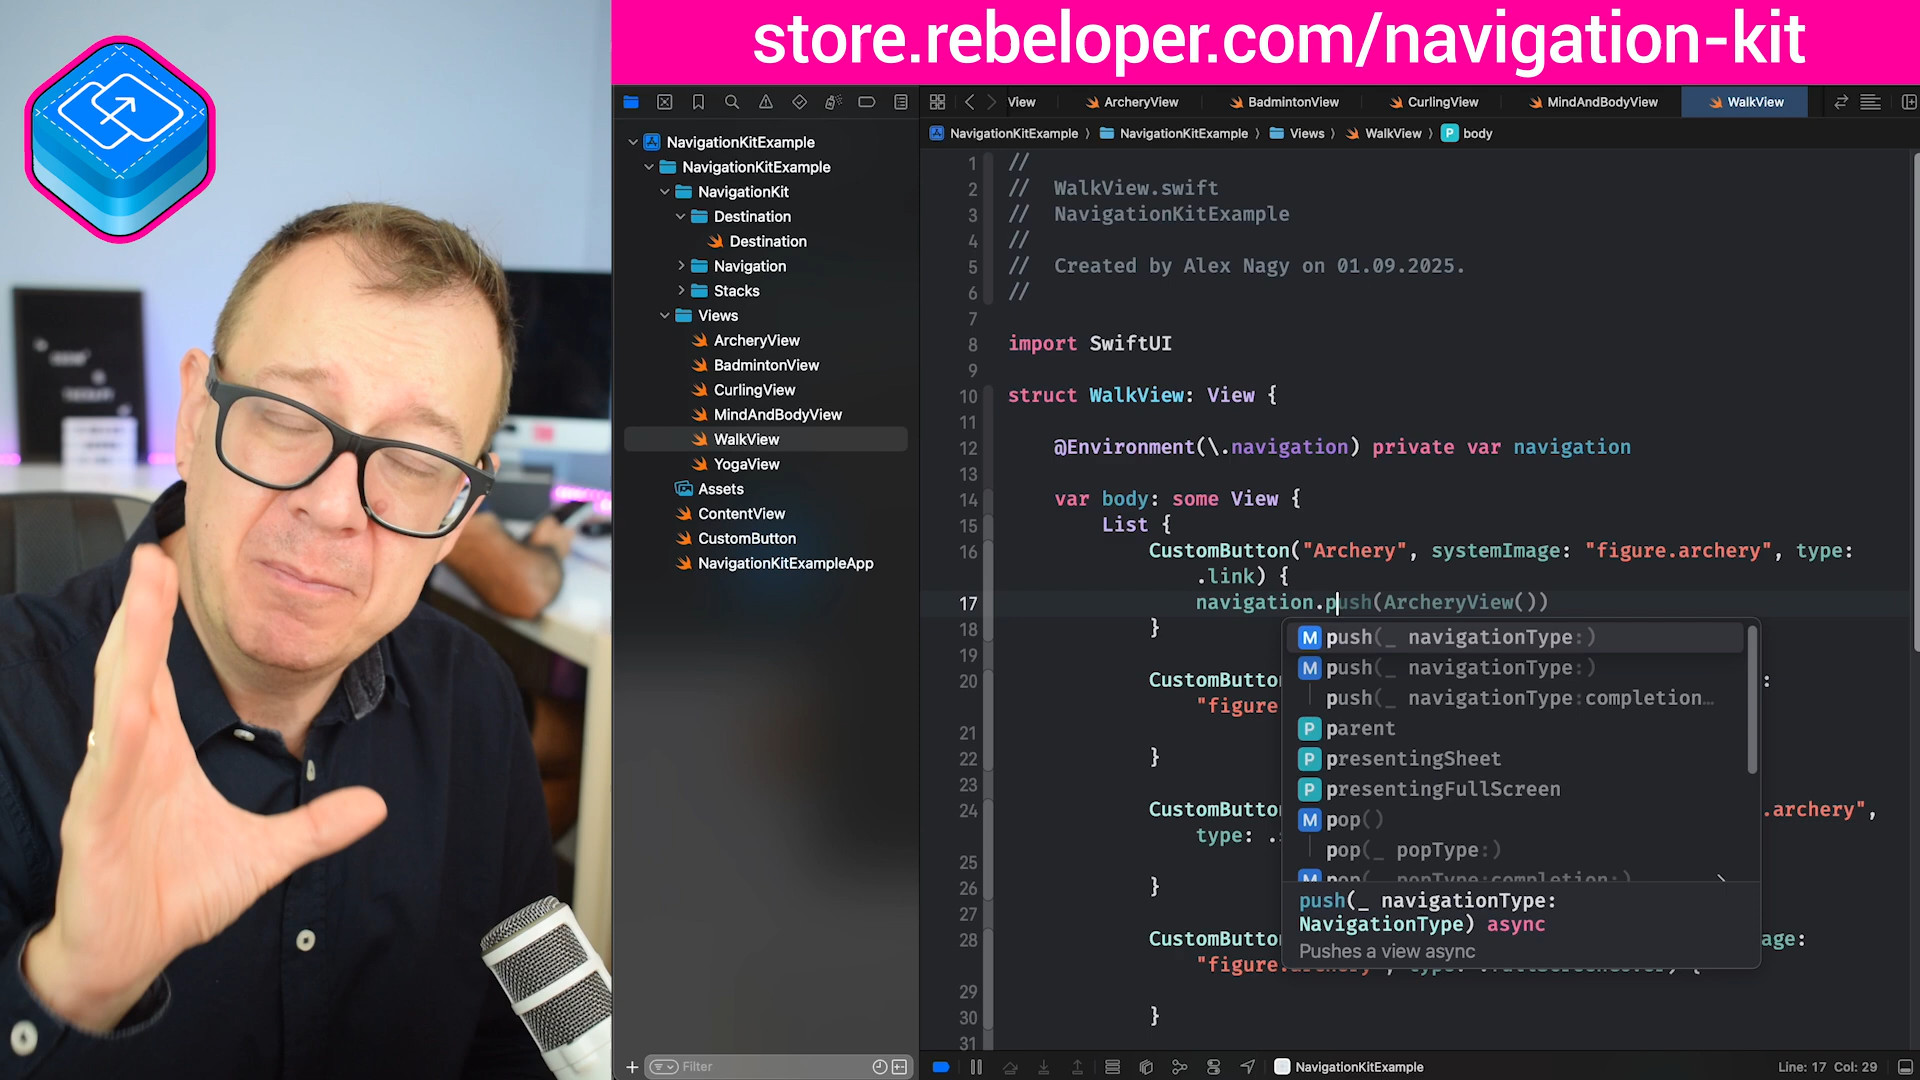 store.rebeloper.com/navigation-kit
View
ArcheryView
BadmintonView
CurlingView
MindAndBodyView
WalkView
NavigationKitExample
NavigationKitExample
Views
WalkView
P body
NavigationKitExample
NavigationKitExample
NavigationKit
Destination
Destination
Navigation
Stacks
Views
ArcheryView
BadmintonView
CurlingView
MindAndBodyView
WalkView
YogaView
Assets
ContentView
CustomButton
NavigationKitExampleApp
Filter
1 //
2 // WalkView.swift
3 // NavigationKitExample
4 //
5 // Created by Alex Nagy on 01.09.2025.
6 //
7
8 import SwiftUI
9
10 struct WalkView: View {
11
12 @Environment(\.navigation) private var navigation
13
14 var body: some View {
15 List {
16 CustomButton("Archery", systemImage: "figure.archery", type:
.link) {
17 navigation.push(ArcheryView())
18 }
19
20 CustomButto :
"figure
21
22 }
23
24 CustomButto .archery",
type: .
25
26 }
27
28 CustomButto age:
"figure.
29
30 }
31
M push(_ navigationType:)
M push(_ navigationType:)
push(_ navigationType:completion…
P parent
P presentingSheet
P presentingFullScreen
M pop()
pop(_ popType:)
M pop(_ popType:completion:)
push(_ navigationType:
NavigationType) async
Pushes a view async
NavigationKitExample
Line: 17 Col: 29